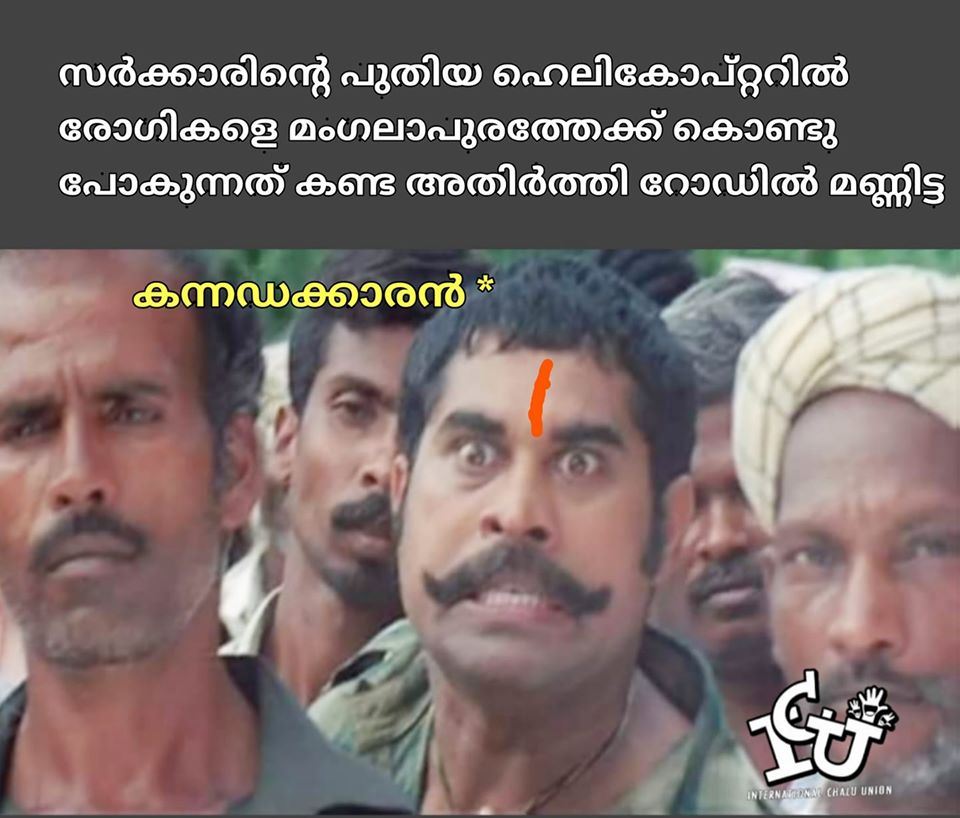 സർക്കാരിന്റെ പുതിയ ഹെലികോപ്റ്ററിൽ
രോഗികളെ മംഗലാപുരത്തേക്ക് കൊണ്ടു
പോകുന്നത് കണ്ട അതിർത്തി റോഡിൽ മണ്ണിട്ട
കന്നഡക്കാരൻ *
ICU
INTERNATIONAL CHALU UNION